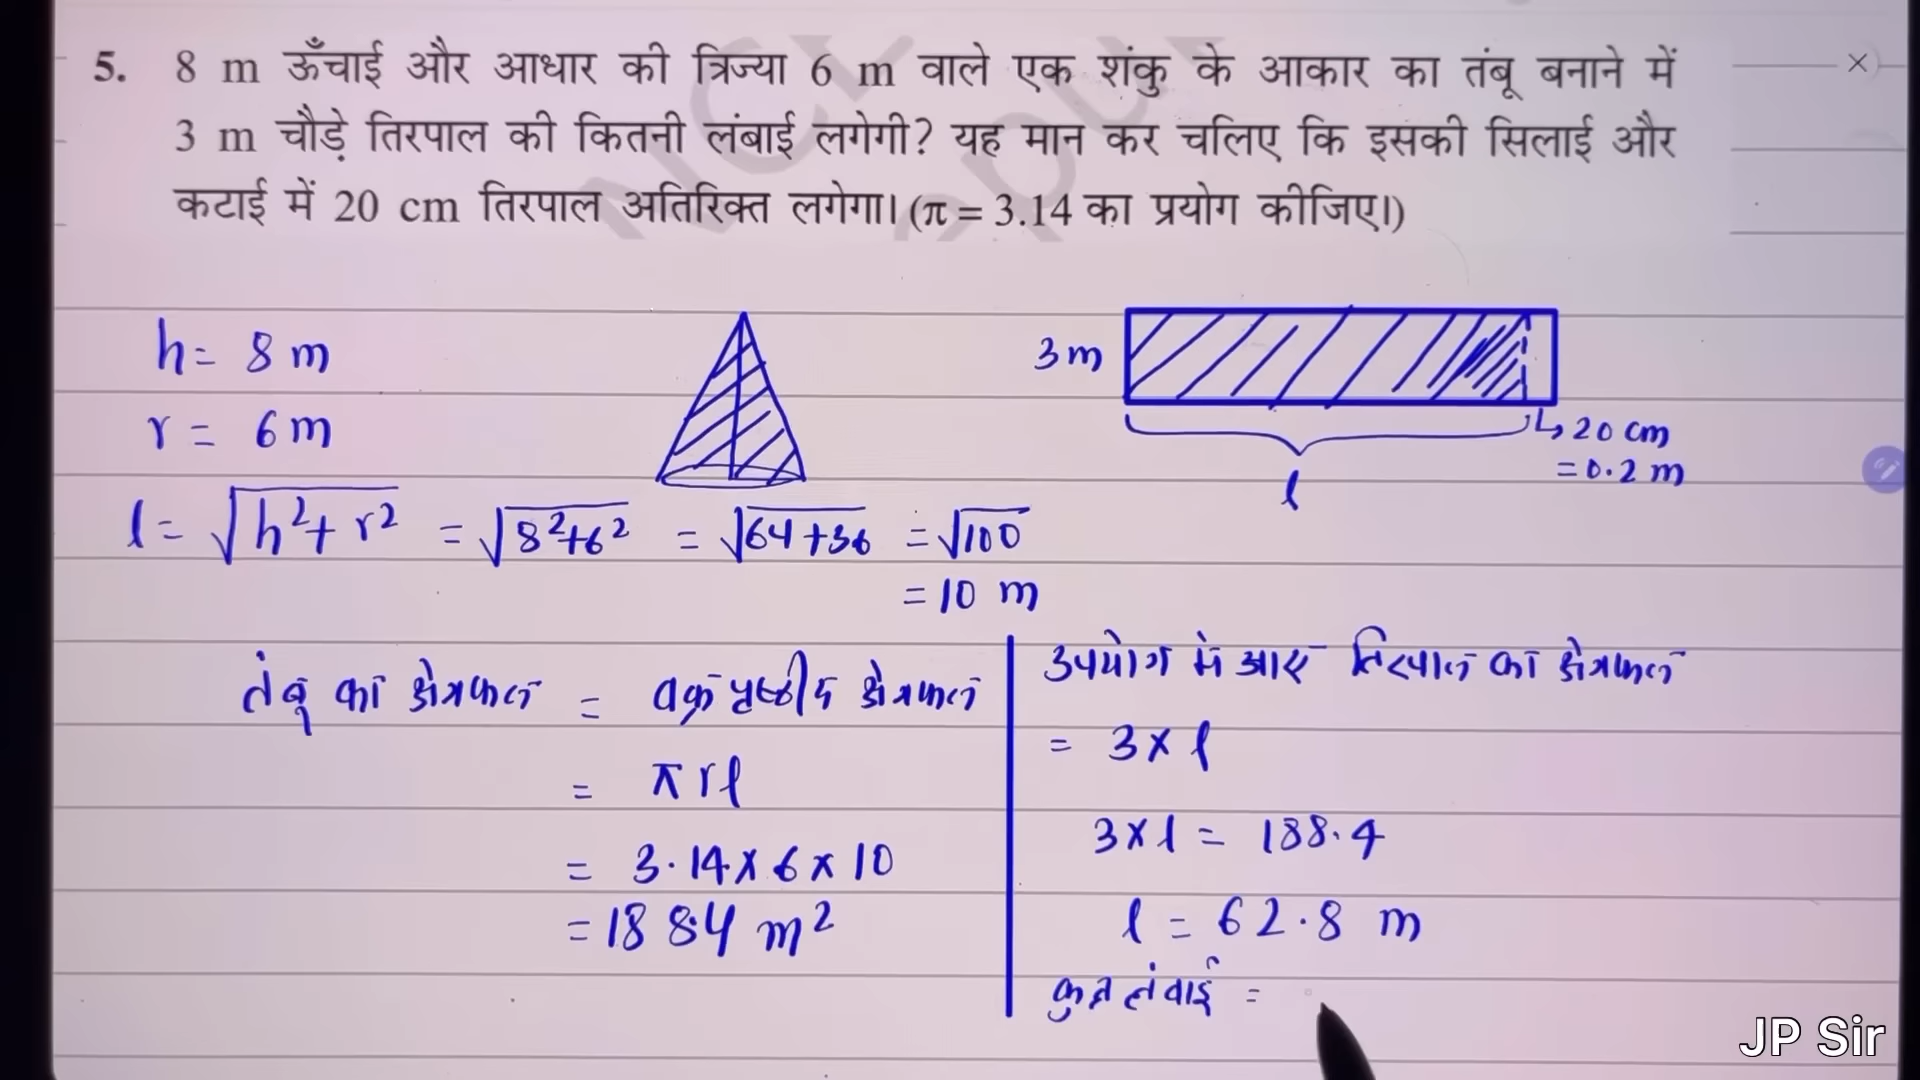 5. 8 m ऊँचाई और आधार की त्रिज्या 6 m वाले एक शंकु के आकार का तंबू बनाने में
3 m चौड़े तिरपाल की कितनी लंबाई लगेगी? यह मान कर चलिए कि इसकी सिलाई और
कटाई में 20 cm तिरपाल अतिरिक्त लगेगा। (π = 3.14 का प्रयोग कीजिए।)
h = 8 m
r = 6 m
3 m
20 cm
= 0.2 m
l
l = √h²+r² = √8²+6² = √64+36 = √100
= 10 m
तंबू का क्षेत्रफल = वक्र पृष्ठीय क्षेत्रफल
= π r l
= 3.14 × 6 × 10
= 188.4 m²
उपयोग में आए तिरपाल का क्षेत्रफल
= 3 × l
3 × l = 188.4
l = 62.8 m
कुल लंबाई =
JP Sir